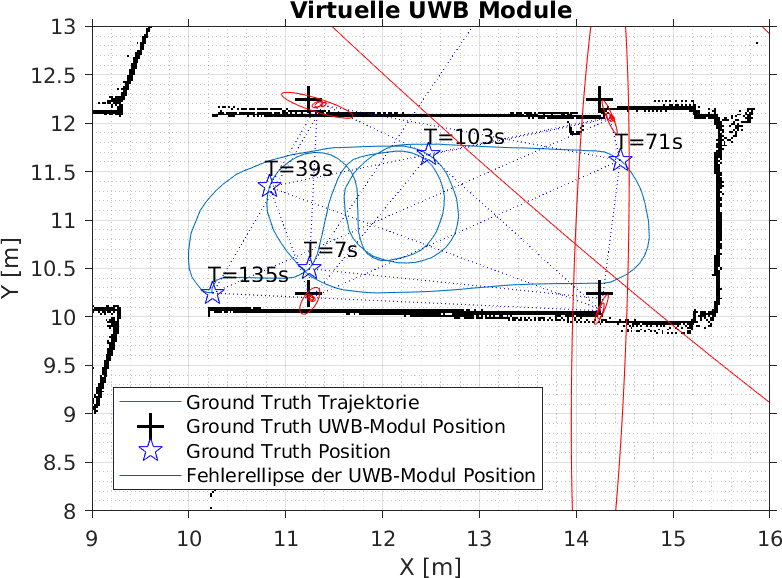 Virtuelle UWB Module
13
12.5
12
11.5
11
10.5
10
9.5
9
8.5
8
Y [m]
T=103s
T=71s
T=39s
T=7s
T=135s
Ground Truth Trajektorie
Ground Truth UWB-Modul Position
Ground Truth Position
Fehlerellipse der UWB-Modul Position
9 10 11 12 13 14 15 16
X [m]